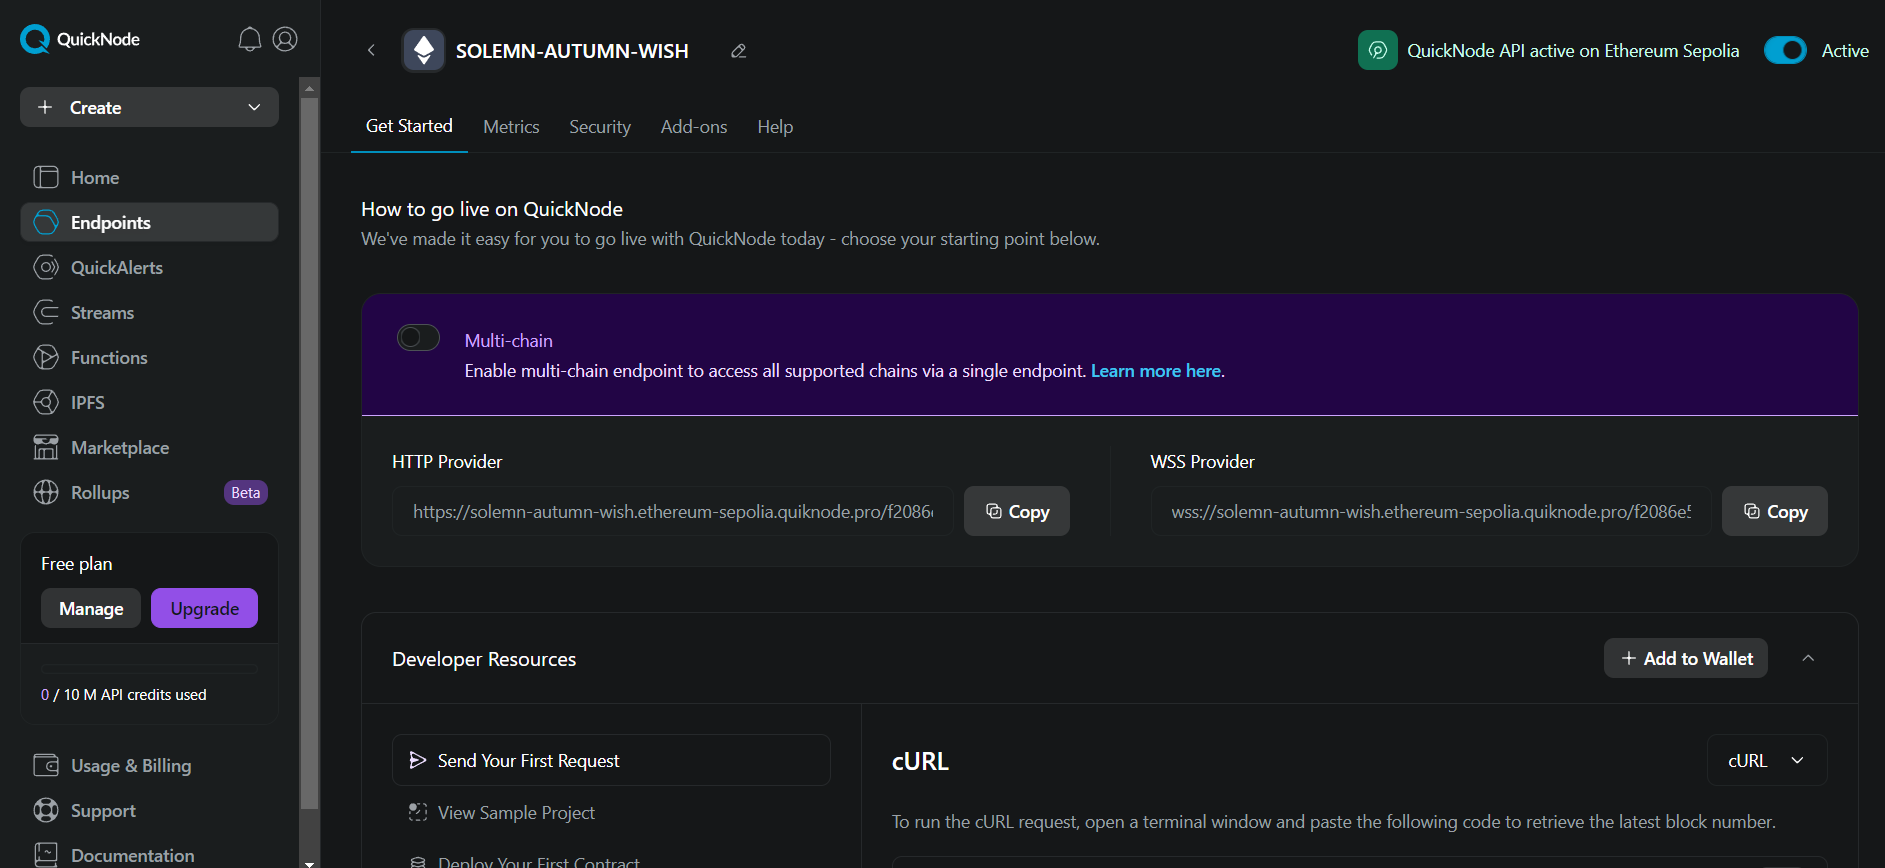 QuickNode
Create
Home
Endpoints
QuickAlerts
Streams
Functions
IPFS
Marketplace
Rollups Beta
Free plan
Manage Upgrade
0 / 10 M API credits used
Usage & Billing
Support
Documentation
SOLEMN-AUTUMN-WISH
QuickNode API active on Ethereum Sepolia Active
Get Started Metrics Security Add-ons Help
How to go live on QuickNode
We've made it easy for you to go live with QuickNode today - choose your starting point below.
Multi-chain
Enable multi-chain endpoint to access all supported chains via a single endpoint. Learn more here.
HTTP Provider
https://solemn-autumn-wish.ethereum-sepolia.quiknode.pro/f2086e Copy
WSS Provider
wss://solemn-autumn-wish.ethereum-sepolia.quiknode.pro/f2086e5 Copy
Developer Resources
Add to Wallet
Send Your First Request
View Sample Project
Deploy Your First Contract
cURL
cURL
To run the cURL request, open a terminal window and paste the following code to retrieve the latest block number.